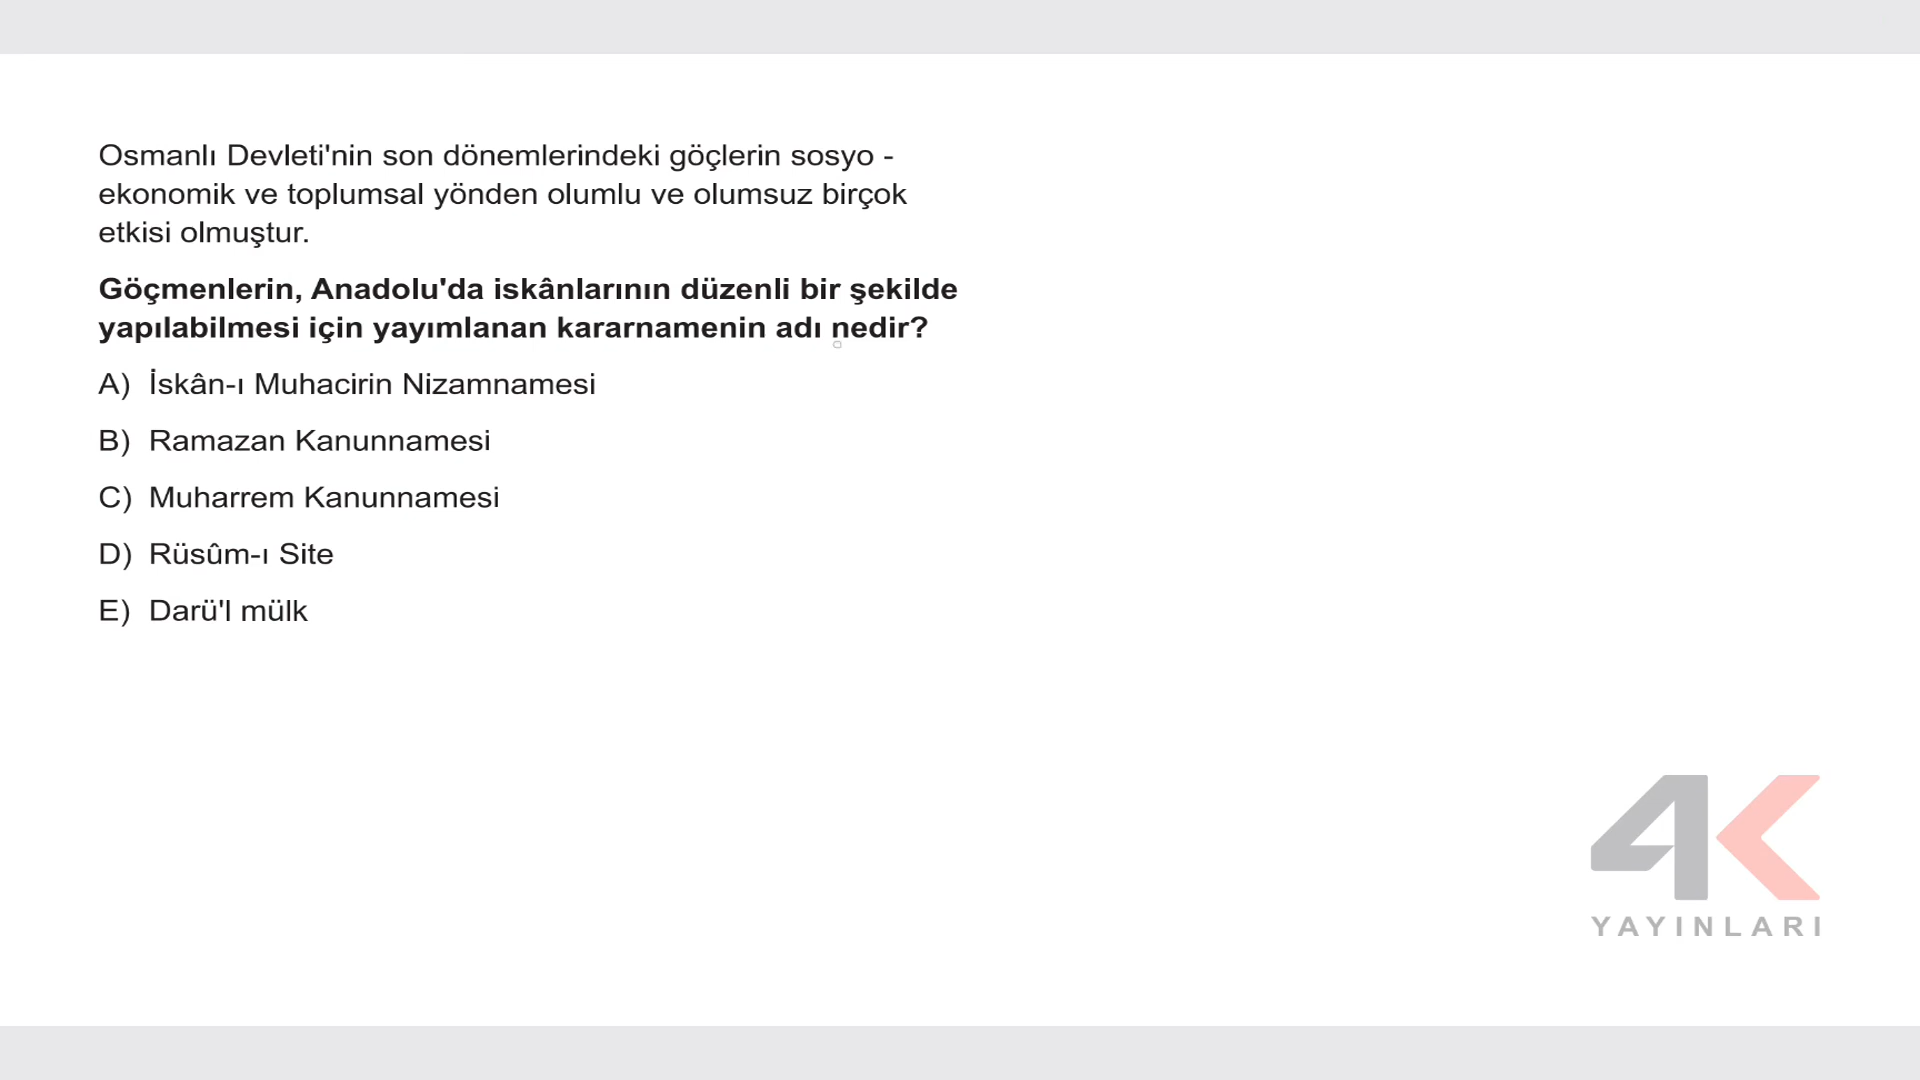 Osmanlı Devleti'nin son dönemlerindeki göçlerin sosyo -
ekonomik ve toplumsal yönden olumlu ve olumsuz birçok
etkisi olmuştur.
Göçmenlerin, Anadolu'da iskânlarının düzenli bir şekilde
yapılabilmesi için yayımlanan kararnamenin adı nedir?
A) İskân-ı Muhacirin Nizamnamesi
B) Ramazan Kanunnamesi
C) Muharrem Kanunnamesi
D) Rüsûm-ı Site
E) Darü'l mülk
4K
YAYINLARI